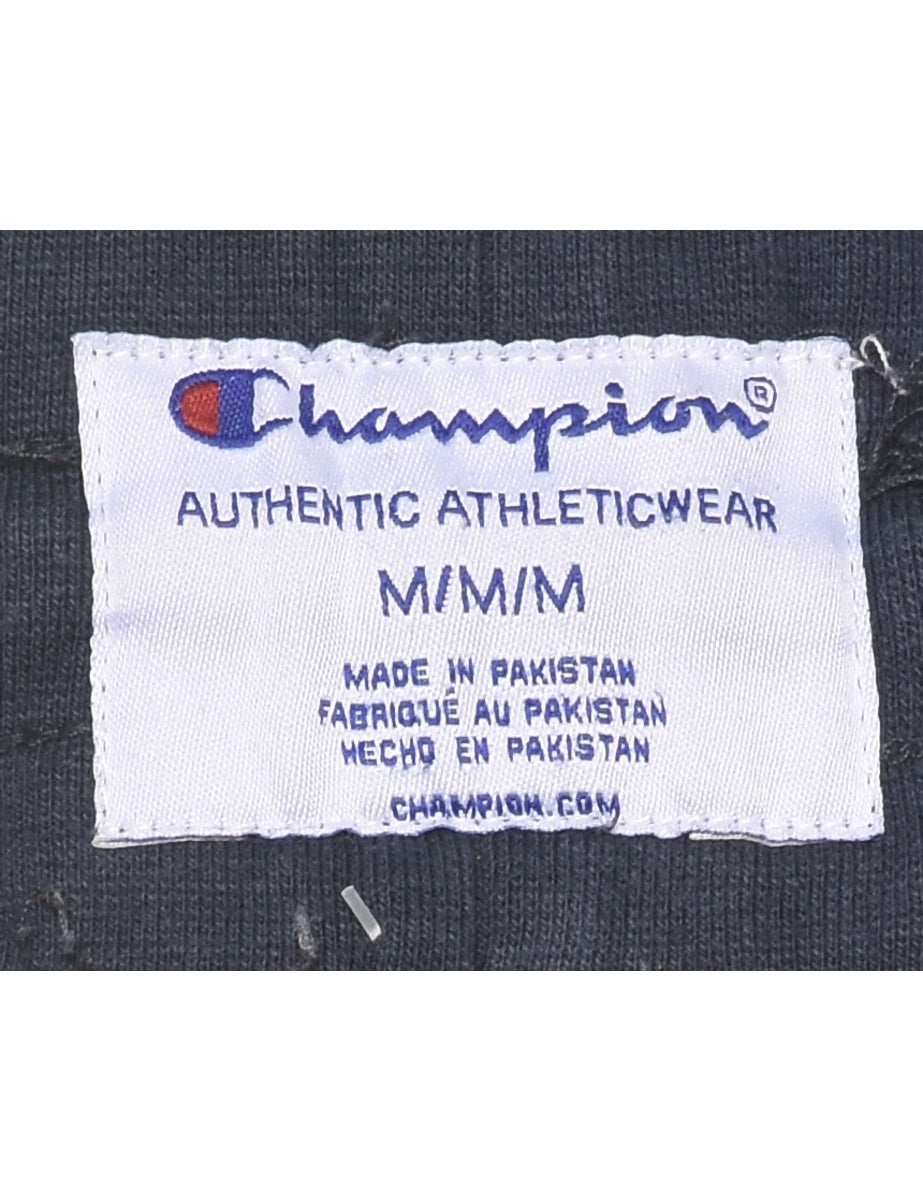 Champion®
AUTHENTIC ATHLETICWEAR
M/M/M
MADE IN PAKISTAN
FABRIQUÉ AU PAKISTAN
HECHO EN PAKISTAN
CHAMPION.COM